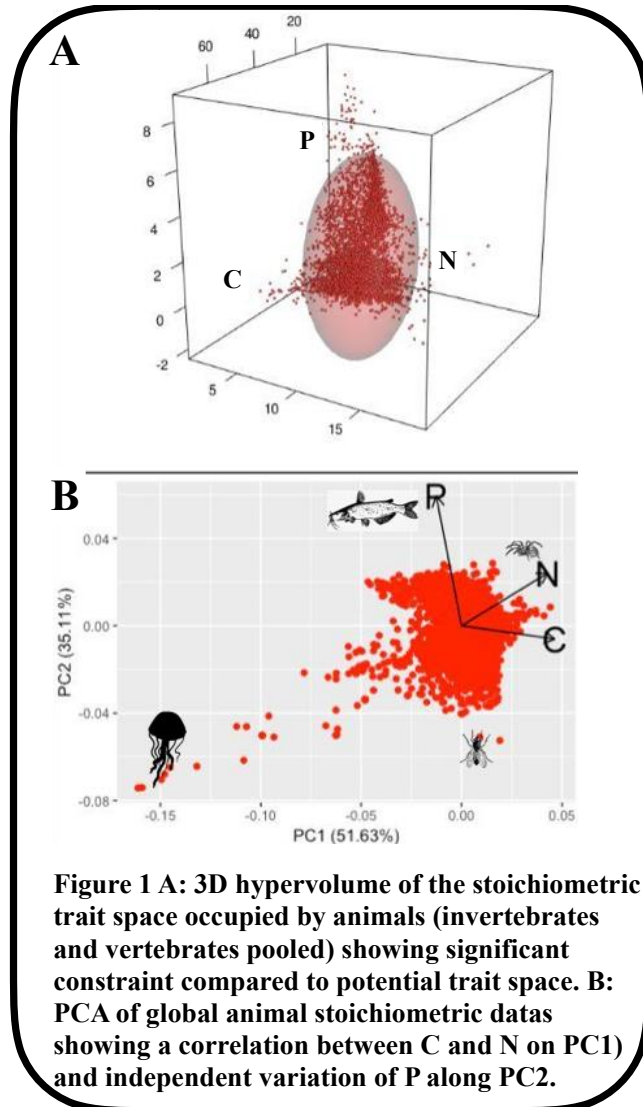 A
60
40
20
8
6
4
2
0
-2
P
N
C
5
10
15
B
P
N
C
0.04
0.00
-0.04
-0.08
PC2 (35.11%)
-0.15
-0.10
-0.05
0.00
0.05
PC1 (51.63%)
Figure 1 A: 3D hypervolume of the stoichiometric
trait space occupied by animals (invertebrates
and vertebrates pooled) showing significant
constraint compared to potential trait space. B:
PCA of global animal stoichiometric datas
showing a correlation between C and N on PC1)
and independent variation of P along PC2.